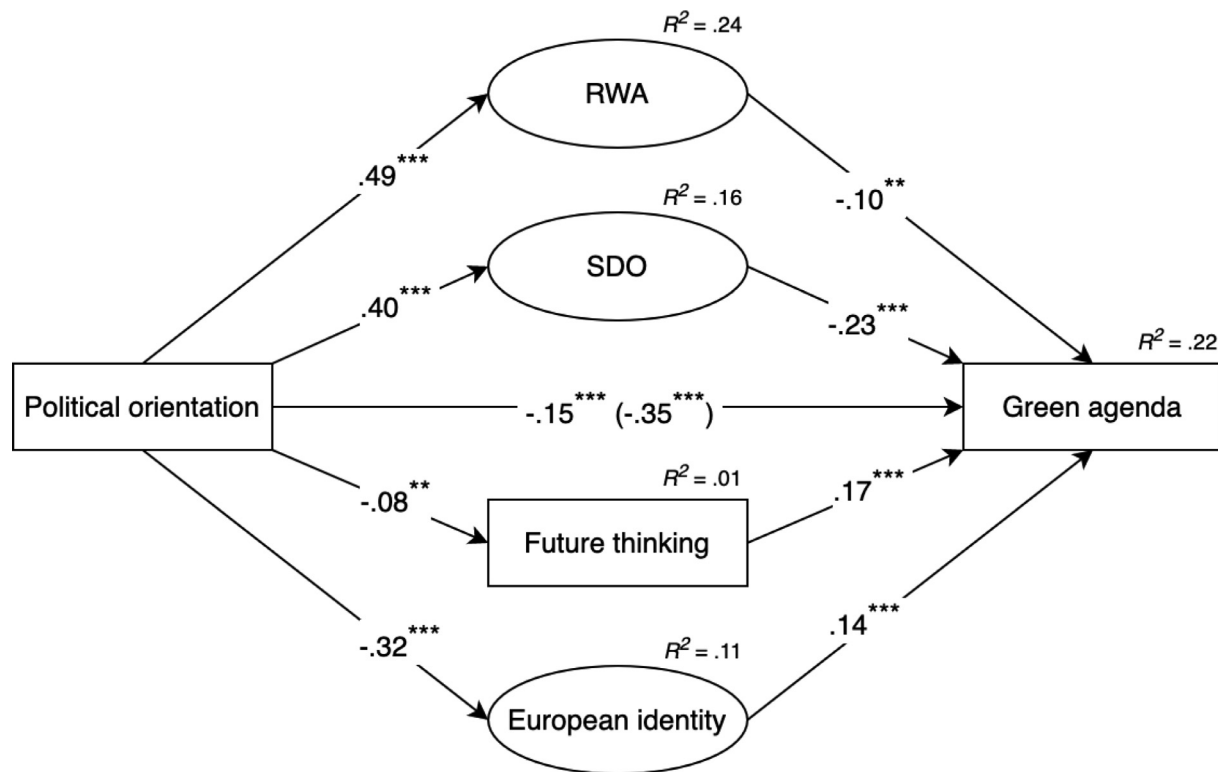 R² = .24
RWA
.49***
-.10**
R² = .16
SDO
.40***
-.23***
R² = .22
Political orientation
-.15*** (-.35***)
Green agenda
R² = .01
-.08**
.17***
Future thinking
-.32***
.14***
R² = .11
European identity